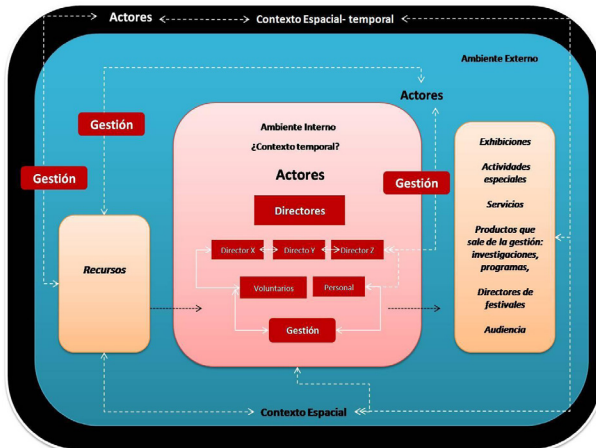 Actores
Contexto Espacial- temporal
Ambiente Externo
Actores
Gestión
Gestión
Gestión
Recursos
Ambiente Interno
¿Contexto temporal?
Actores
Directores
Director X
Directo Y
Director Z
Voluntarios
Personal
Gestión
Exhibiciones
Actividades
especiales
Servicios
Productos que
sale de la gestión:
investigaciones,
programas,
Directores de
festivales
Audiencia
Contexto Espacial